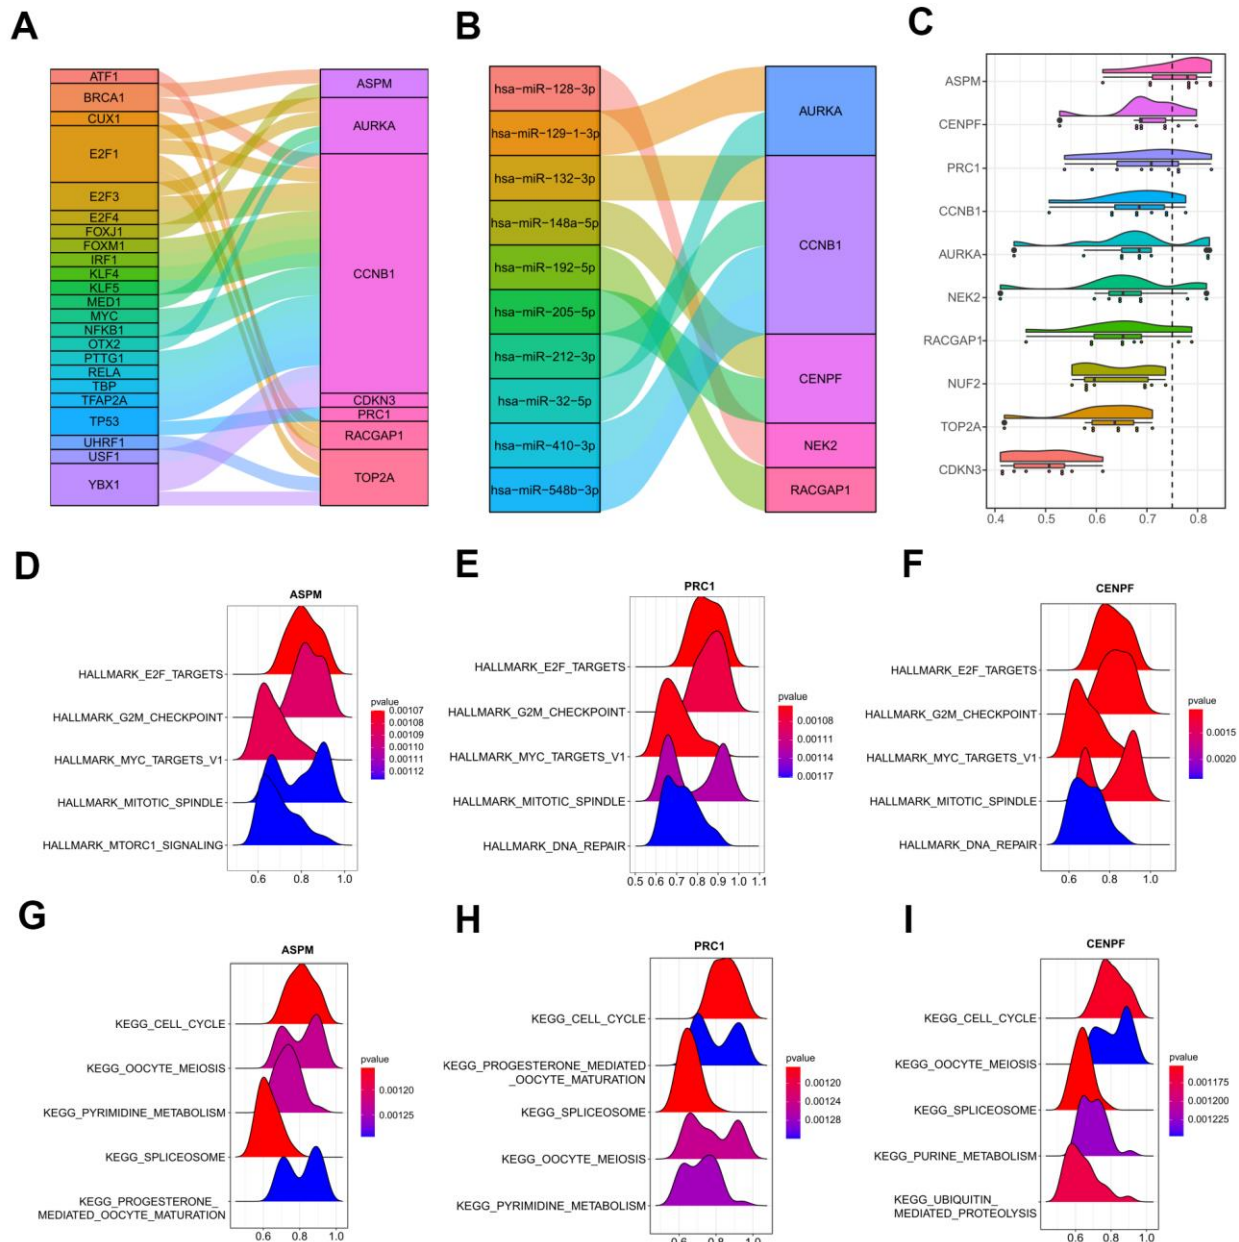 A
ATF1
BRCA1
CUX1
E2F1
E2F3
E2F4
FOXJ1
FOXM1
IRF1
KLF4
KLF5
MED1
MYC
NFKB1
OTX2
PTTG1
RELA
TBP
TFAP2A
TP53
UHRF1
USF1
YBX1
ASPM
AURKA
CCNB1
CDKN3
PRC1
RACGAP1
TOP2A
B
hsa-miR-128-3p
hsa-miR-129-1-3p
hsa-miR-132-3p
hsa-miR-148a-5p
hsa-miR-192-5p
hsa-miR-205-5p
hsa-miR-212-3p
hsa-miR-32-5p
hsa-miR-410-3p
hsa-miR-548b-3p
AURKA
CCNB1
CENPF
NEK2
RACGAP1
C
ASPM
CENPF
PRC1
CCNB1
AURKA
NEK2
RACGAP1
NUF2
TOP2A
CDKN3
0.4 0.5 0.6 0.7 0.8
D
ASPM
HALLMARK_E2F_TARGETS
HALLMARK_G2M_CHECKPOINT
HALLMARK_MYC_TARGETS_V1
HALLMARK_MITOTIC_SPINDLE
HALLMARK_MTORC1_SIGNALING
0.6 0.8 1.0
pvalue
0.00107
0.00108
0.00109
0.00110
0.00111
0.00112
E
PRC1
HALLMARK_E2F_TARGETS
HALLMARK_G2M_CHECKPOINT
HALLMARK_MYC_TARGETS_V1
HALLMARK_MITOTIC_SPINDLE
HALLMARK_DNA_REPAIR
0.5 0.6 0.7 0.8 0.9 1.0 1.1
pvalue
0.00108
0.00111
0.00114
0.00117
F
CENPF
HALLMARK_E2F_TARGETS
HALLMARK_G2M_CHECKPOINT
HALLMARK_MYC_TARGETS_V1
HALLMARK_MITOTIC_SPINDLE
HALLMARK_DNA_REPAIR
0.6 0.8 1.0
pvalue
0.0015
0.0020
G
ASPM
KEGG_CELL_CYCLE
KEGG_OOCYTE_MEIOSIS
KEGG_PYRIMIDINE_METABOLISM
KEGG_SPLICEOSOME
KEGG_PROGESTERONE_
MEDIATED_OOCYTE_MATURATION
0.6 0.8 1.0
pvalue
0.00120
0.00125
H
PRC1
KEGG_CELL_CYCLE
KEGG_PROGESTERONE_MEDIATED
_OOCYTE_MATURATION
KEGG_SPLICEOSOME
KEGG_OOCYTE_MEIOSIS
KEGG_PYRIMIDINE_METABOLISM
0.6 0.8 1.0
pvalue
0.00120
0.00124
0.00128
I
CENPF
KEGG_CELL_CYCLE
KEGG_OOCYTE_MEIOSIS
KEGG_SPLICEOSOME
KEGG_PURINE_METABOLISM
KEGG_UBIQUITIN_
MEDIATED_PROTEOLYSIS
0.6 0.8 1.0
pvalue
0.001175
0.001200
0.001225